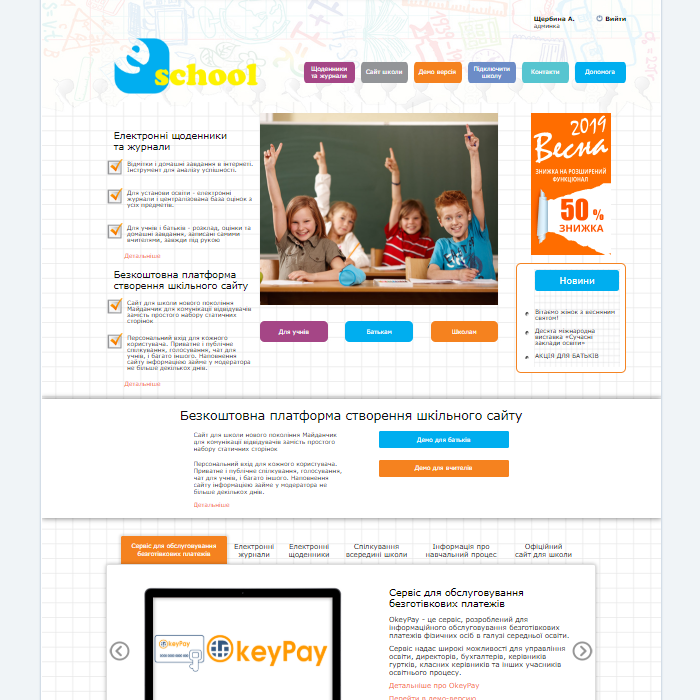 Щербина А.
админка
Вийти
e school
Щоденники
та журнали
Сайт школи
Демо версія
Підключити
школу
Контакти
Допомога
Електронні щоденники
та журнали
Відмітки і домашні завдання в інтернеті.
Інструмент для аналізу успішності.
Для установи освіти - електронні
журнали і централізована база оцінок з
усіх предметів.
Для учнів і батьків - розклад, оцінки та
домашні завдання, записані самими
вчителями, завжди під рукою
Детальніше
Безкоштовна платформа
створення шкільного сайту
Сайт для школи нового покоління
Майданчик для комунікації відвідувачів
замість простого набору статичних
сторінок
Персональний вхід для кожного
користувача. Приватне і публічне
спілкування, голосування, чат для
учнів, і багато іншого. Наповнення
сайту інформацією займе у модератора
не більше декількох днів.
Детальніше
Для учнів
Батькам
Школам
2019
Весна
ЗНИЖКА НА РОЗШИРЕНИЙ
ФУНКЦІОНАЛ
50 %
ЗНИЖКА
Новини
Вітаємо жінок з весняним
святом!
Десята міжнародна
виставка «Сучасні
заклади освіти»
АКЦІЯ ДЛЯ БАТЬКІВ
Безкоштовна платформа створення шкільного сайту
Сайт для школи нового покоління Майданчик
для комунікації відвідувачів замість простого
набору статичних сторінок
Персональний вхід для кожного користувача.
Приватне і публічне спілкування, голосування,
чат для учнів, і багато іншого. Наповнення
сайту інформацією займе у модератора не
більше декількох днів.
Детальніше
Демо для батьків
Демо для вчителів
Сервіс для обслуговування
безготівкових платежів
Електронні
журнали
Електронні
щоденники
Спілкування
всередині школи
Інформація про
навчальний процес
Офіційний
сайт для школи
OkeyPay
Сервіс для обслуговування
безготівкових платежів
OkeyPay - це сервіс, розроблений для
інформаційного обслуговування безготівкових
платежів фізичних осіб в галузі середньої освіти.
Сервіс надає широкі можливості для управління
освіти, директорів, бухгалтерів, керівників
гуртків, класних керівників та інших учасників
освітнього процесу.
Детальніше про OkeyPay
Перейти в демо-версію